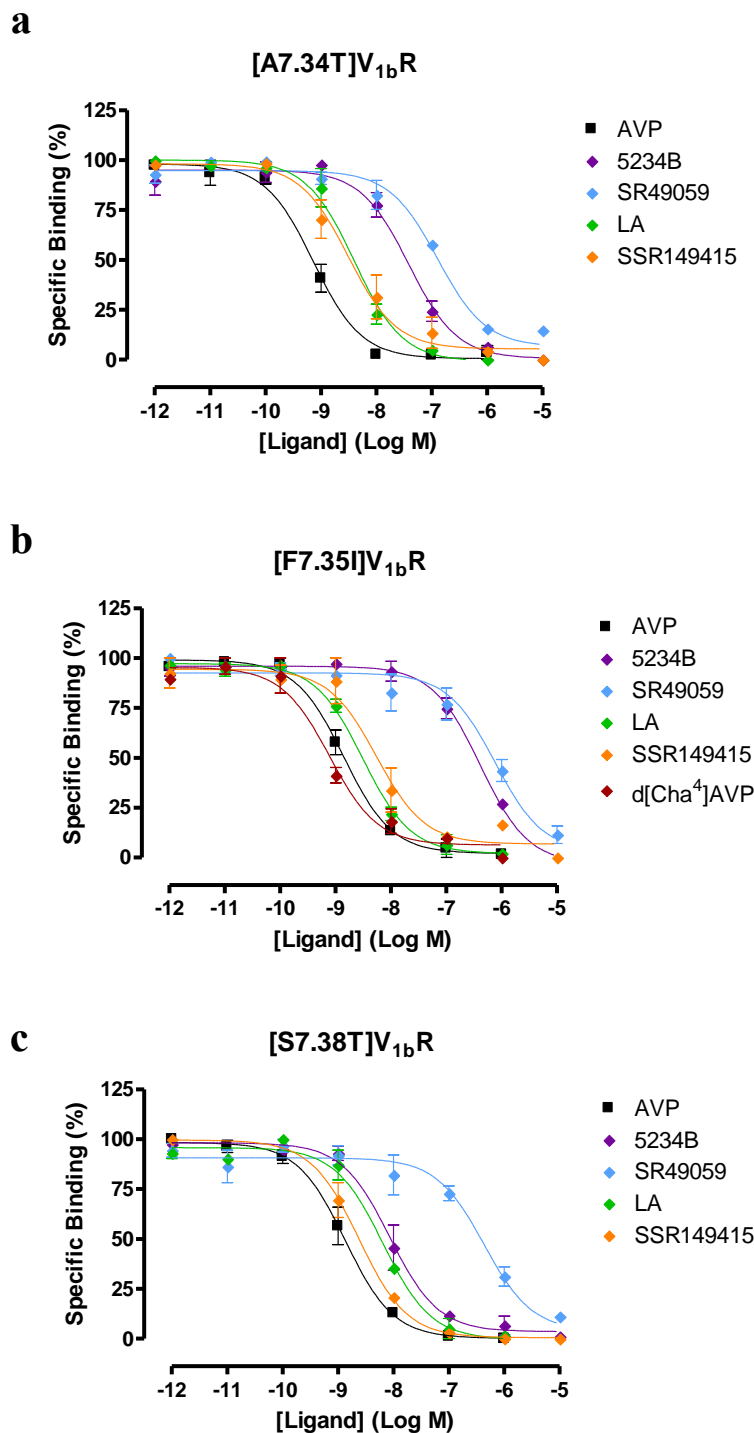 a
[A7.34T]V₁bR
125
100
75
50
25
0
Specific Binding (%)
-12 -11 -10 -9 -8 -7 -6 -5
[Ligand] (Log M)
AVP
5234B
SR49059
LA
SSR149415
b
[F7.35I]V₁bR
125
100
75
50
25
0
Specific Binding (%)
-12 -11 -10 -9 -8 -7 -6 -5
[Ligand] (Log M)
AVP
5234B
SR49059
LA
SSR149415
d[Cha⁴]AVP
c
[S7.38T]V₁bR
125
100
75
50
25
0
Specific Binding (%)
-12 -11 -10 -9 -8 -7 -6 -5
[Ligand] (Log M)
AVP
5234B
SR49059
LA
SSR149415